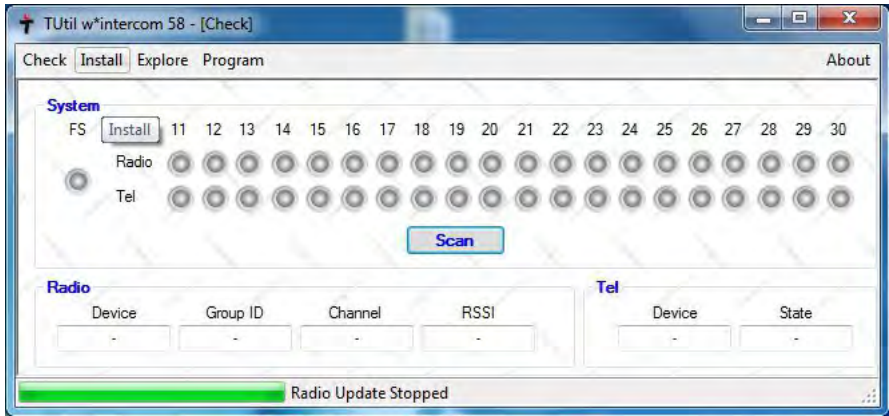 TUtil w*intercom 58 - [Check]
Check Install Explore Program About
System
FS Install 11 12 13 14 15 16 17 18 19 20 21 22 23 24 25 26 27 28 29 30
Radio
Tel
Scan
Radio Tel
Device Group ID Channel RSSI Device State
- - - - - -
Radio Update Stopped